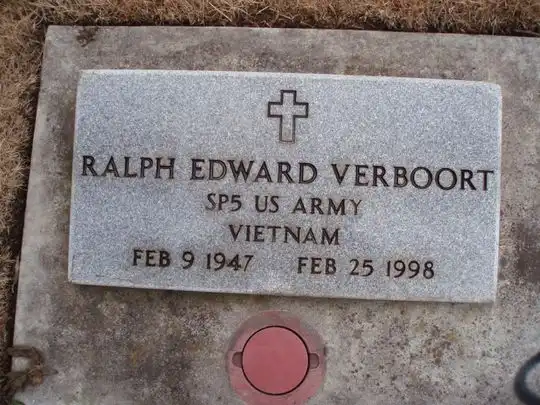 RALPH EDWARD VERBOORT
SP5 US ARMY
VIETNAM
FEB 9 1947 FEB 25 1998